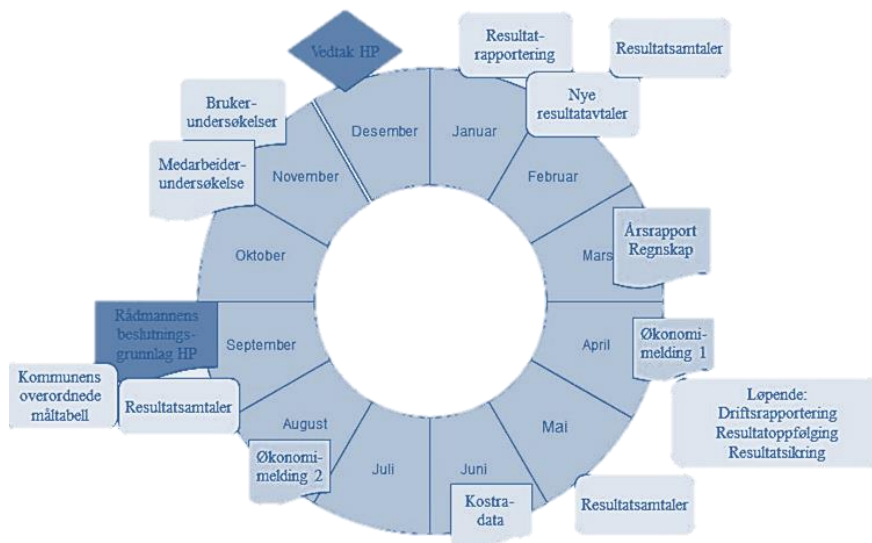 Vedtak HP
Resultat-
rapportering
Resultatsamtaler
Nye
resultatavtaler
Bruker-
undersøkelser
Medarbeider-
undersøkelse
Desember
Januar
November
Februar
Oktober
Mars
Årsrapport
Regnskap
September
April
Rådmannens
beslutnings-
grunnlag HP
Økonomi-
melding 1
Kommunens
overordnede
måltabell
Resultatsamtaler
August
Mai
Løpende:
Driftsrapportering
Resultatoppfølging
Resultatsikring
Økonomi-
melding 2
Juli
Juni
Kostra-
data
Resultatsamtaler